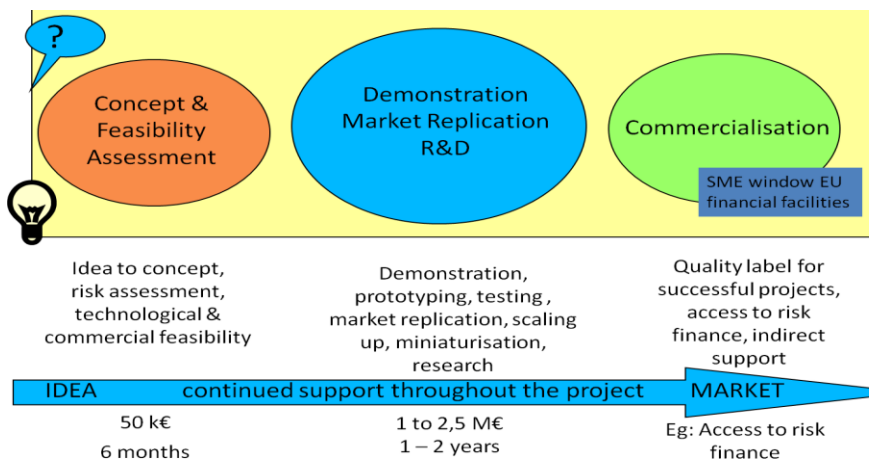 ?
Concept &
Feasibility
Assessment
Demonstration
Market Replication
R&D
Commercialisation
SME window EU
financial facilities
Idea to concept,
risk assessment,
technological &
commercial feasibility
Demonstration,
prototyping, testing ,
market replication, scaling
up, miniaturisation,
research
Quality label for
successful projects,
access to risk
finance, indirect
support
IDEA continued support throughout the project MARKET
50 k€
6 months
1 to 2,5 M€
1 – 2 years
Eg: Access to risk
finance